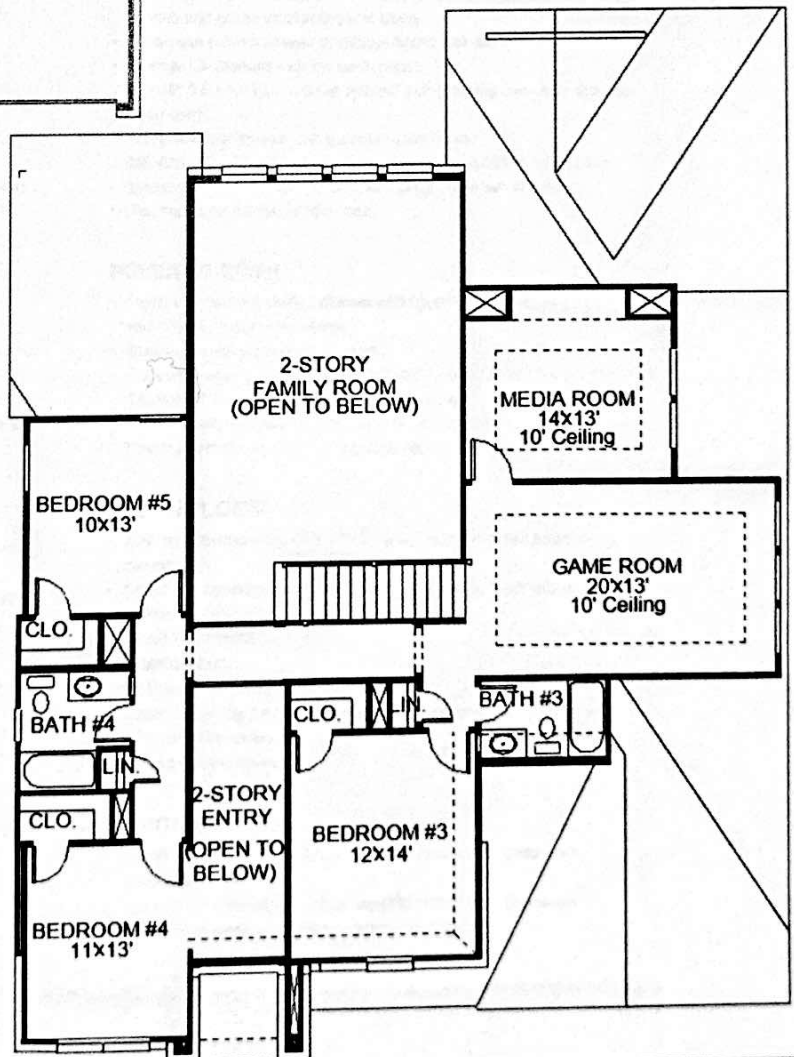 2-STORY
FAMILY ROOM
(OPEN TO BELOW)
MEDIA ROOM
14X13'
10' Ceiling
BEDROOM #5
10X13'
GAME ROOM
20'X13'
10' Ceiling
CLO.
BATH #4
LIN.
CLO.
CLO.
LIN.
BATH #3
2-STORY
ENTRY
(OPEN TO
BELOW)
BEDROOM #3
12X14'
BEDROOM #4
11X13'